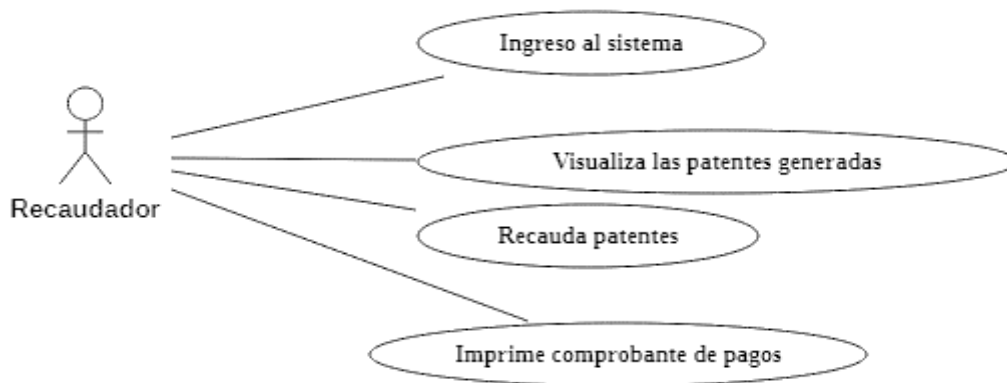 Ingreso al sistema
Visualiza las patentes generadas
Recaudador
Recauda patentes
Imprime comprobante de pagos